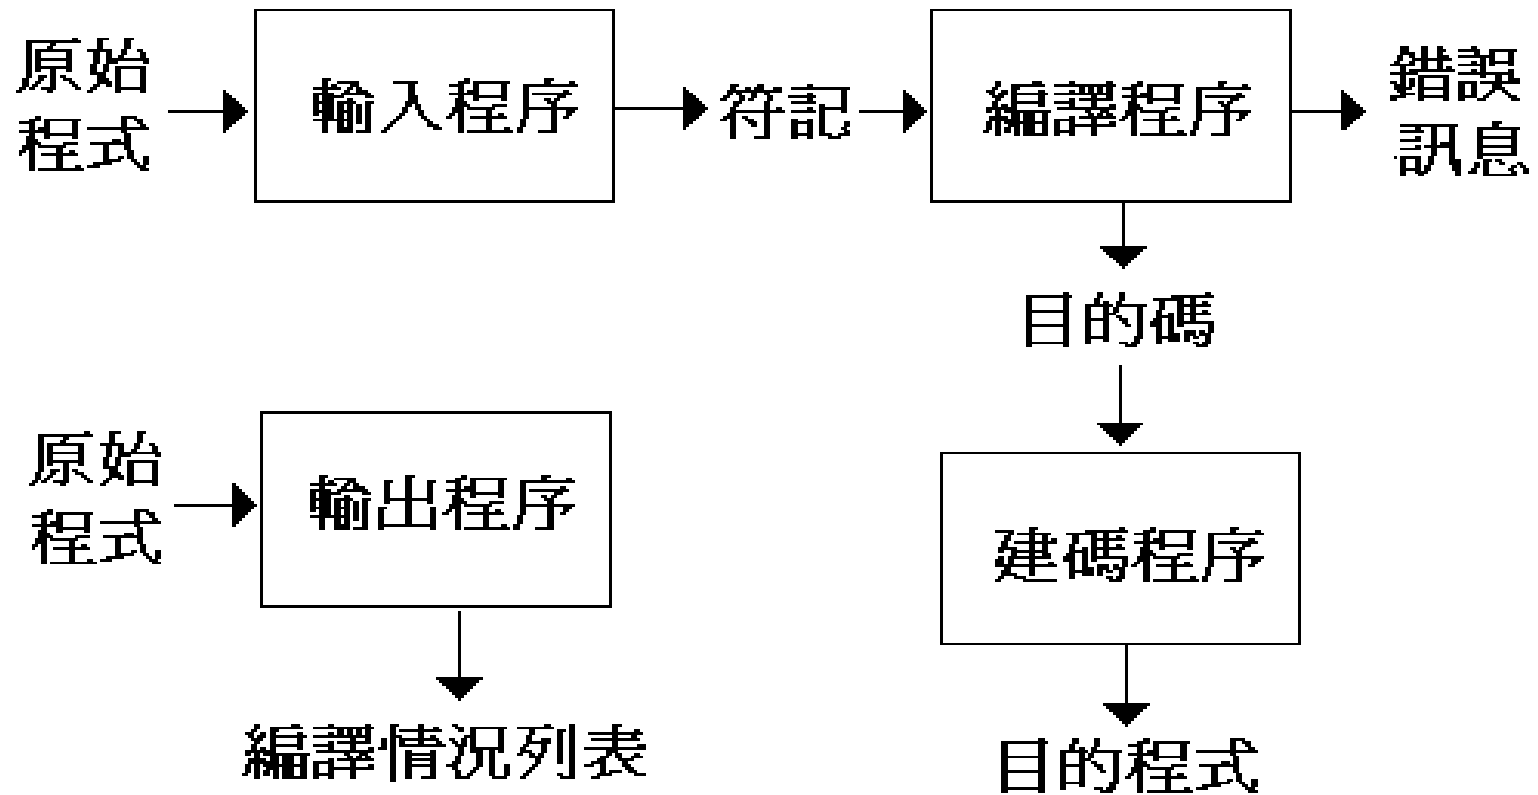 原始
程式
輸入程序
符記
編譯程序
錯誤
訊息
目的碼
原始
程式
輸出程序
建碼程序
編譯情況列表
目的程式